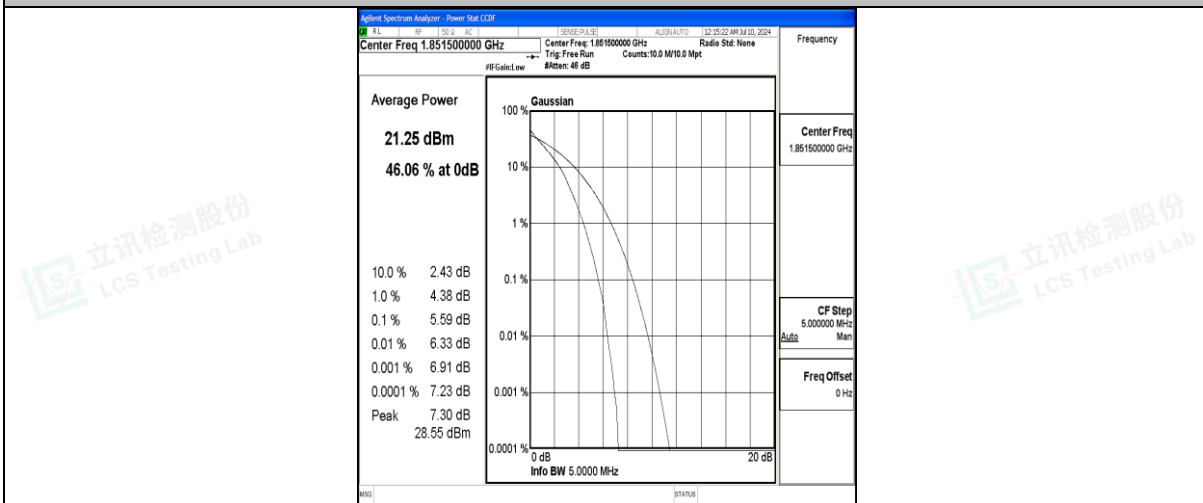 Agilent Spectrum Analyzer - Power Stat CCDF
RL RF 50 Ω AC SENSE:PULSE ALIGN AUTO 12:15:22 AM Jul 10, 2024
Center Freq 1.851500000 GHz
Center Freq: 1.851500000 GHz Radio Std: None
Trig: Free Run Counts:10.0 M/10.0 Mpt
#IFGain:Low #Atten: 46 dB
Frequency
Average Power
21.25 dBm
46.06 % at 0dB
10.0 % 2.43 dB
1.0 % 4.38 dB
0.1 % 5.59 dB
0.01 % 6.33 dB
0.001 % 6.91 dB
0.0001 % 7.23 dB
Peak 7.30 dB
28.55 dBm
Gaussian
100 %
10 %
1 %
0.1 %
0.01 %
0.001 %
0.0001 %
0 dB 20 dB
Info BW 5.0000 MHz
Center Freq
1.851500000 GHz
CF Step
5.000000 MHz
Auto Man
Freq Offset
0 Hz
MSG STATUS
立讯检测股份
LCS Testing Lab
立讯检测股份
LCS Testing Lab